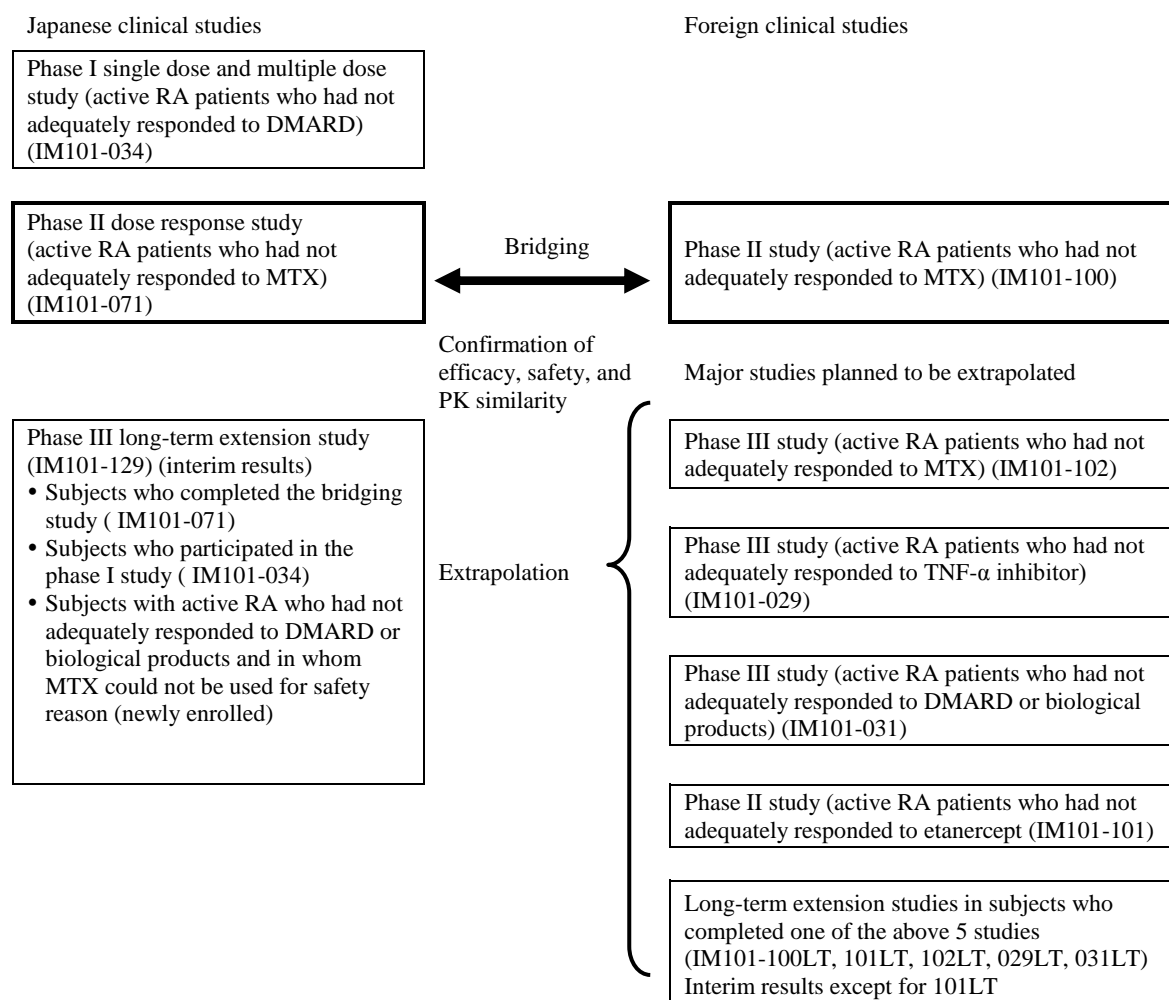 Japanese clinical studies
Foreign clinical studies
Phase I single dose and multiple dose
study (active RA patients who had not
adequately responded to DMARD)
(IM101-034)
Phase II dose response study
(active RA patients who had not
adequately responded to MTX)
(IM101-071)
Bridging
Phase II study (active RA patients who had not
adequately responded to MTX) (IM101-100)
Confirmation of
efficacy, safety, and
PK similarity
Major studies planned to be extrapolated
Phase III long-term extension study
(IM101-129) (interim results)
• Subjects who completed the bridging
study ( IM101-071)
• Subjects who participated in the
phase I study ( IM101-034)
• Subjects with active RA who had not
adequately responded to DMARD or
biological products and in whom
MTX could not be used for safety
reason (newly enrolled)
Extrapolation
Phase III study (active RA patients who had not
adequately responded to MTX) (IM101-102)
Phase III study (active RA patients who had not
adequately responded to TNF-α inhibitor)
(IM101-029)
Phase III study (active RA patients who had not
adequately responded to DMARD or biological
products) (IM101-031)
Phase II study (active RA patients who had not
adequately responded to etanercept (IM101-101)
Long-term extension studies in subjects who
completed one of the above 5 studies
(IM101-100LT, 101LT, 102LT, 029LT, 031LT)
Interim results except for 101LT